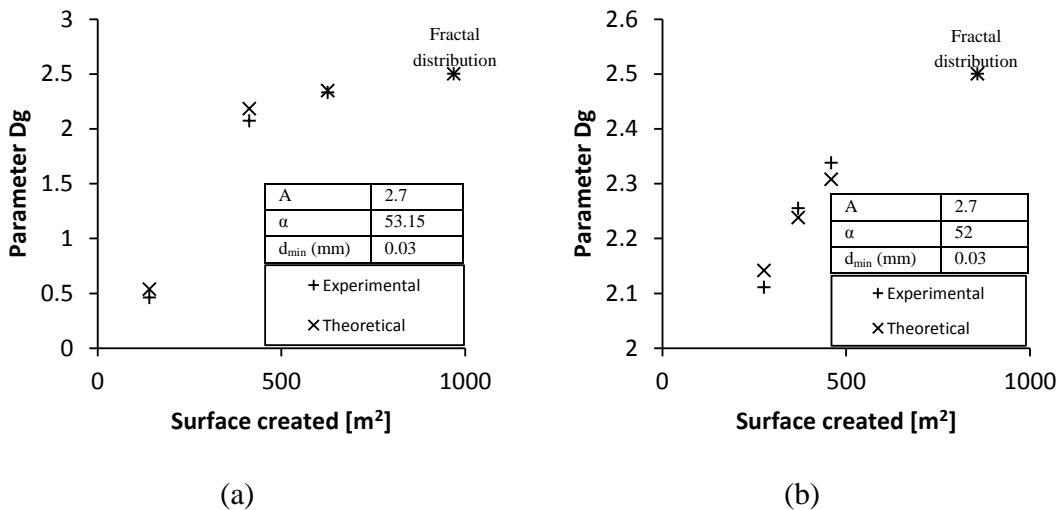 3
2.5
2
1.5
1
0.5
0
0
500
1000
Parameter Dg
Surface created [m²]
Fractal
distribution
A 2.7
α 53.15
dmin (mm) 0.03
Experimental
Theoretical
(a)
2.6
2.5
2.4
2.3
2.2
2.1
2
0
500
1000
Parameter Dg
Surface created [m²]
Fractal
distribution
A 2.7
α 52
dmin (mm) 0.03
Experimental
Theoretical
(b)